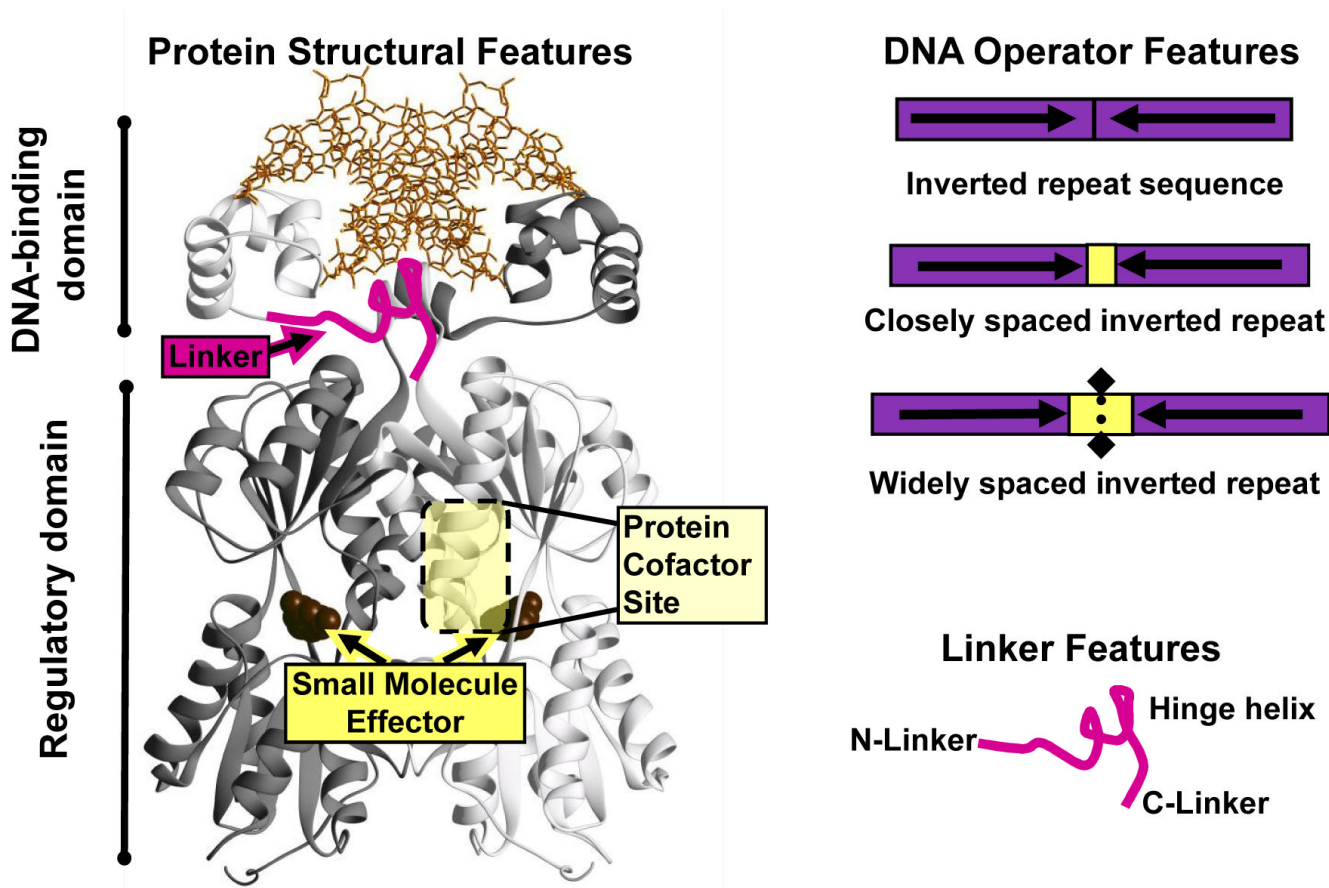 Protein Structural Features
DNA-binding
domain
Linker
Regulatory domain
Protein
Cofactor
Site
Small Molecule
Effector
DNA Operator Features
Inverted repeat sequence
Closely spaced inverted repeat
Widely spaced inverted repeat
Linker Features
Hinge helix
N-Linker
C-Linker